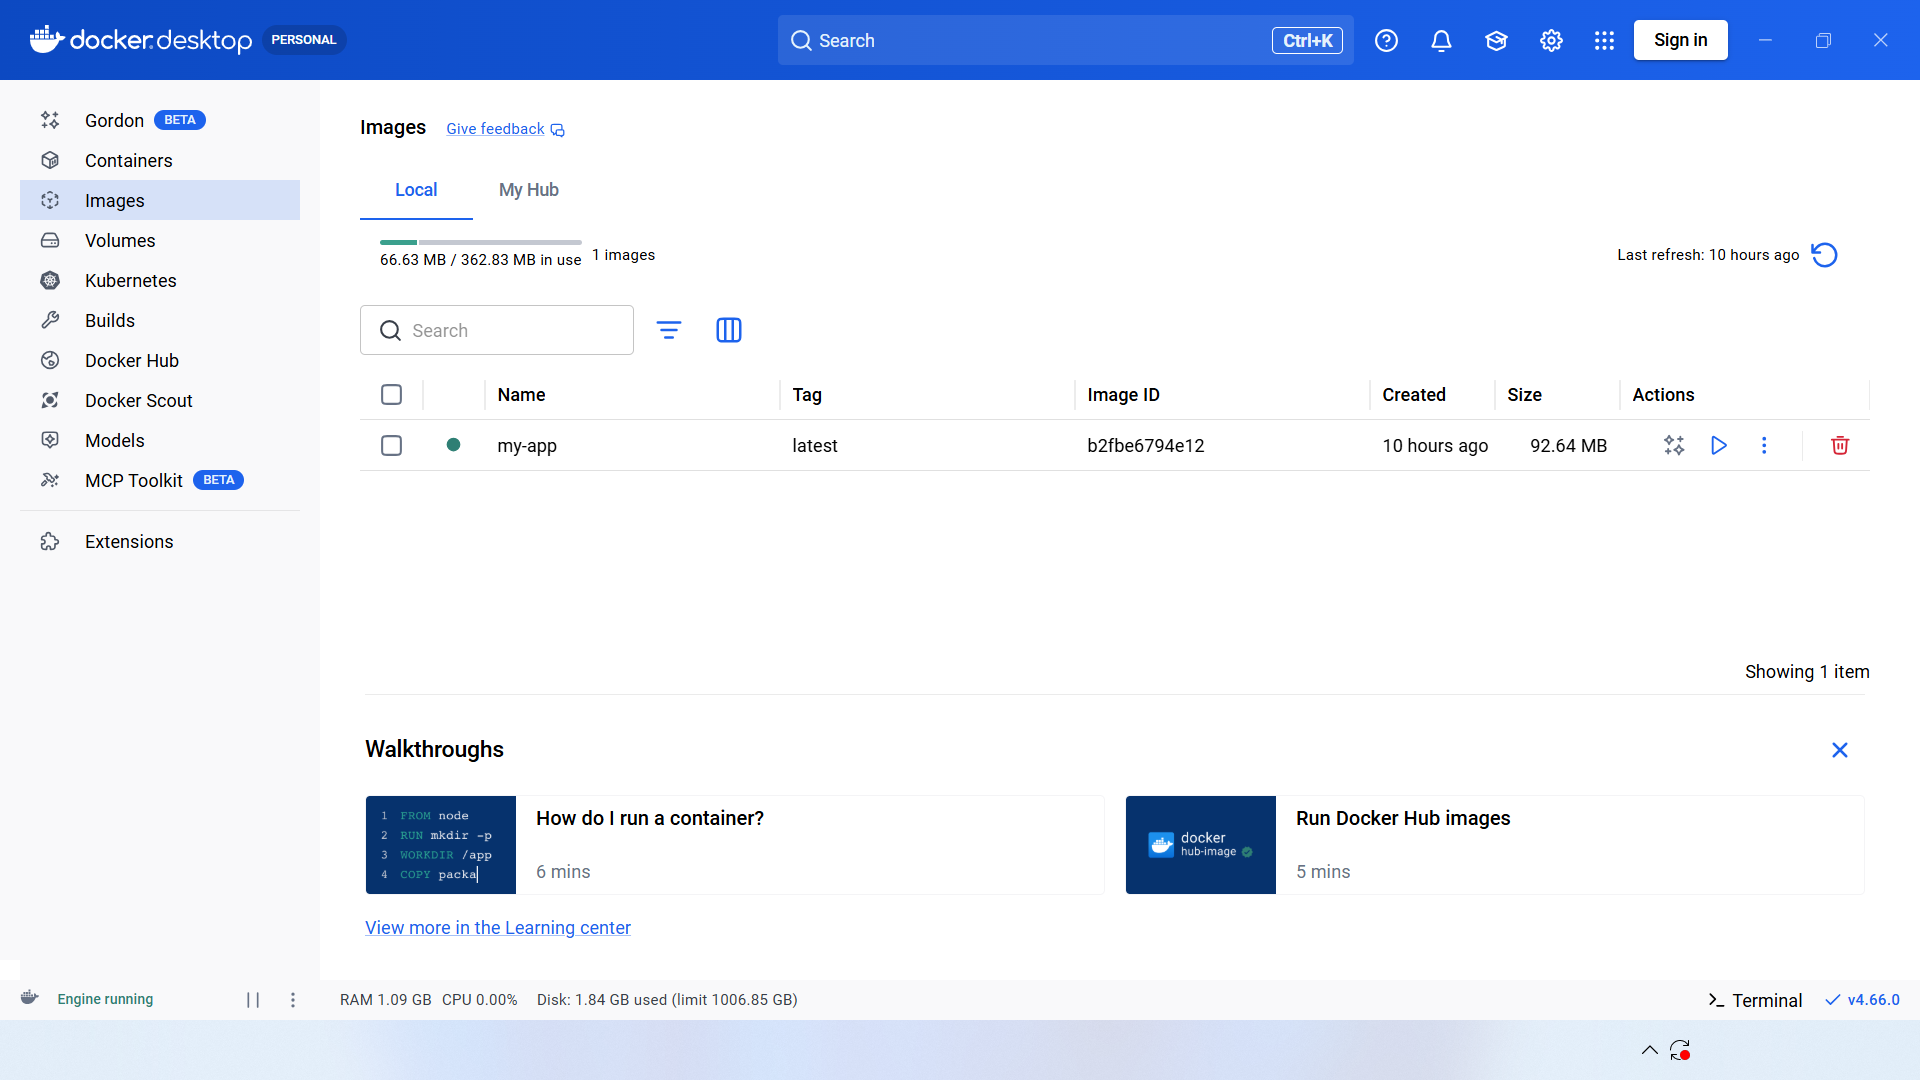 docker.desktop PERSONAL Search Ctrl+K Sign in
Gordon BETA
Containers
Images
Volumes
Kubernetes
Builds
Docker Hub
Docker Scout
Models
MCP Toolkit BETA
Extensions
Images Give feedback
Local My Hub
66.63 MB / 362.83 MB in use 1 images Last refresh: 10 hours ago
Search
Name Tag Image ID Created Size Actions
my-app latest b2fbe6794e12 10 hours ago 92.64 MB
Showing 1 item
Walkthroughs
1 FROM node
2 RUN mkdir -p
3 WORKDIR /app
4 COPY packa
How do I run a container?
6 mins
docker
hub-image
Run Docker Hub images
5 mins
View more in the Learning center
Engine running RAM 1.09 GB CPU 0.00% Disk: 1.84 GB used (limit 1006.85 GB) Terminal v4.66.0